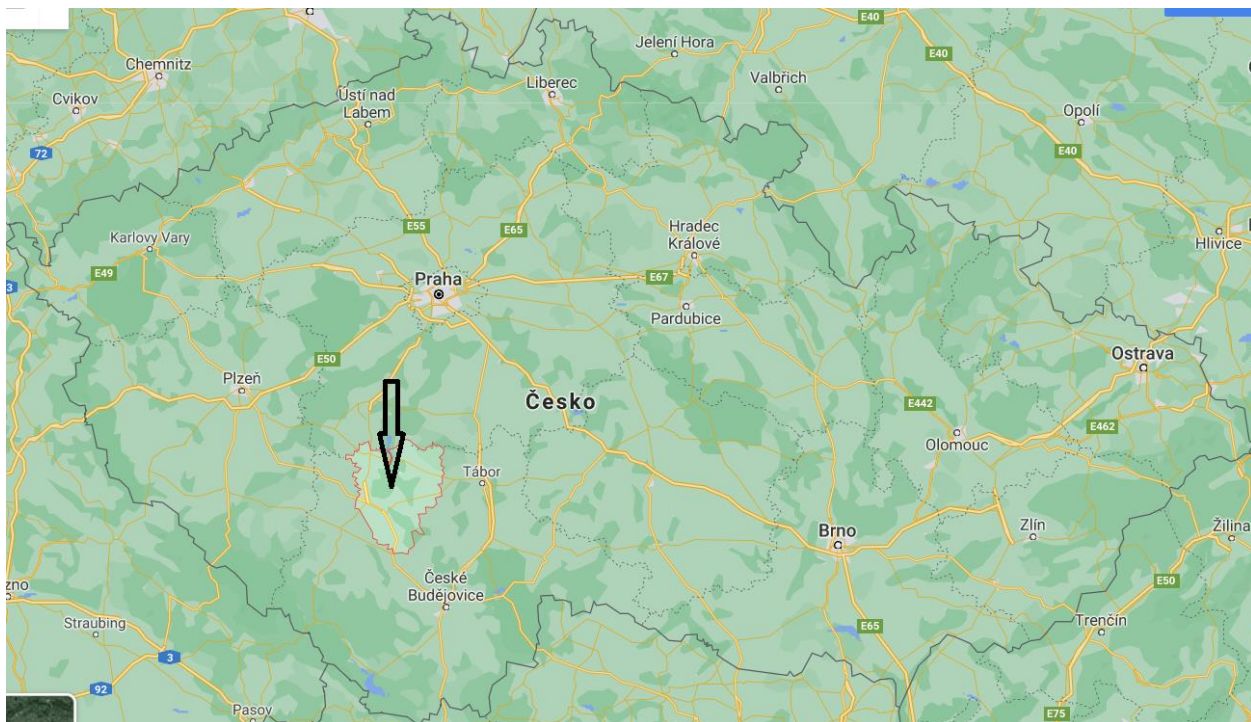 E40
Jelení Hora
E40
Chemnitz
Liberec
Valbřich
Cvikov
Ústí nad
Labem
Opolí
72
E40
E55
E65
Hradec
Králové
Karlovy Vary
Hlivice
E49
Praha
E67
3
Pardubice
E50
Ostrava
Plzeň
Česko
E442
E462
Olomouc
Tábor
Brno
Zlín
Žilina
České
Budějovice
E50
zno
Straubing
E65
Trenčín
3
92
Pasov
E75